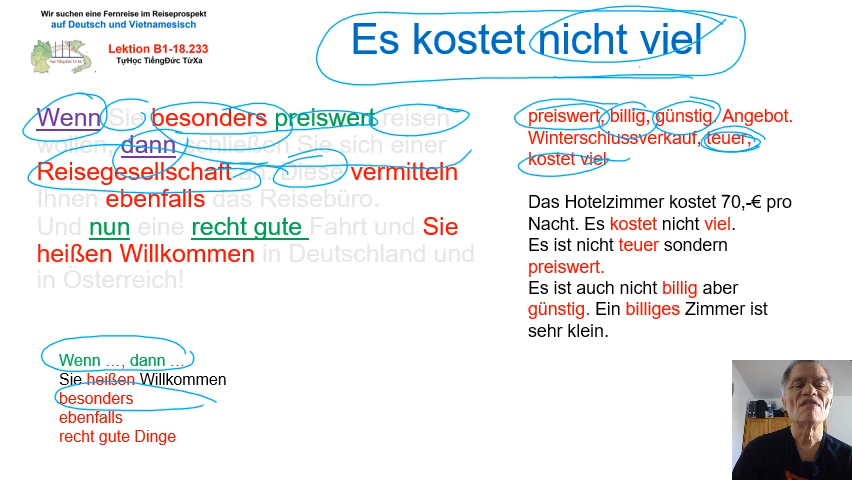 Wir suchen eine Fernreise im Reiseprospekt
auf Deutsch und Vietnamesisch
Lektion B1-18.233
TựHọc TiếngĐức TừXa
Học Tiếng Đức Từ Xa
Es kostet nicht viel
Wenn Sie besonders preiswert reisen
wollen, dann schließen Sie sich einer
Reisegesellschaft an. Diese vermitteln
Ihnen ebenfalls das Reisebüro.
Und nun eine recht gute Fahrt und Sie
heißen Willkommen in Deutschland und
in Österreich!
preiswert, billig, günstig. Angebot.
Winterschlussverkauf, teuer,
kostet viel
Das Hotelzimmer kostet 70,-€ pro
Nacht. Es kostet nicht viel.
Es ist nicht teuer sondern
preiswert.
Es ist auch nicht billig aber
günstig. Ein billiges Zimmer ist
sehr klein.
Wenn …, dann …
Sie heißen Willkommen
besonders
ebenfalls
recht gute Dinge